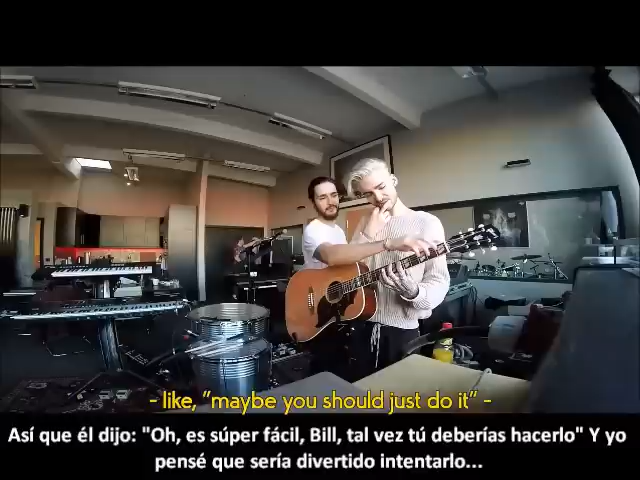 - like, "maybe you should just do it" -
Así que él dijo: "Oh, es súper fácil, Bill, tal vez tú deberías hacerlo" Y yo
pensé que sería divertido intentarlo...